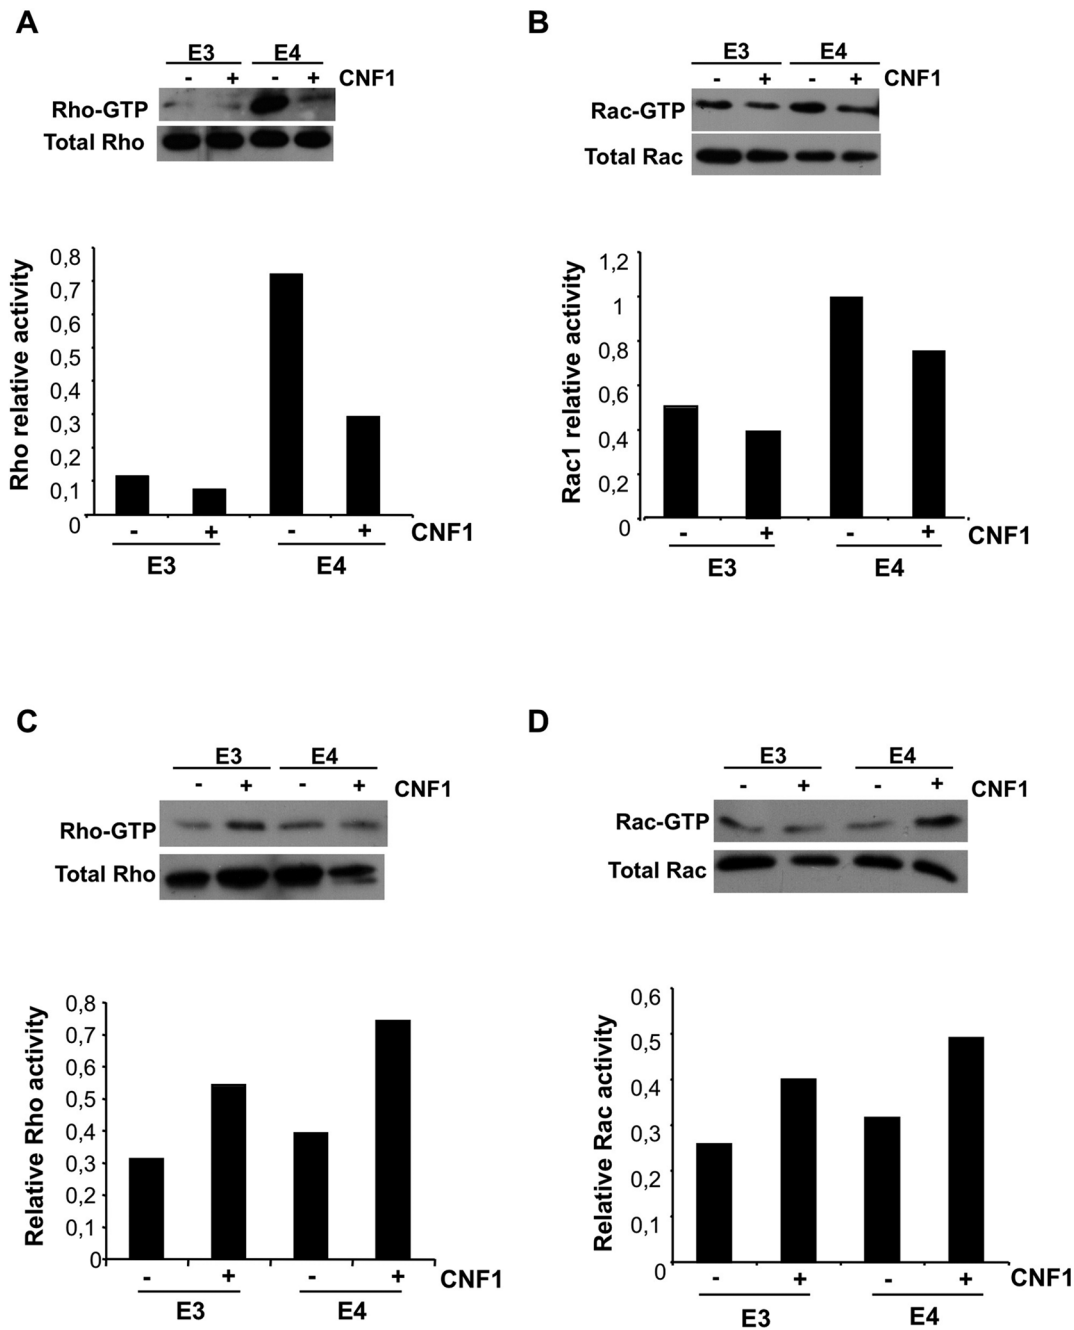 A
E3 E4
- + - + CNF1
Rho-GTP
Total Rho
0,8
0,7
0,6
0,5
0,4
0,3
0,2
0,1
0
Rho relative activity
- + - + CNF1
E3 E4
B
E3 E4
- + - + CNF1
Rac-GTP
Total Rac
1,2
1
0,8
0,6
0,4
0,2
0
Rac1 relative activity
- + - + CNF1
E3 E4
C
E3 E4
- + - + CNF1
Rho-GTP
Total Rho
0,8
0,7
0,6
0,5
0,4
0,3
0,2
0,1
0
Relative Rho activity
- + - + CNF1
E3 E4
D
E3 E4
- + - + CNF1
Rac-GTP
Total Rac
0,6
0,5
0,4
0,3
0,2
0,1
0
Relative Rac activity
- + - + CNF1
E3 E4